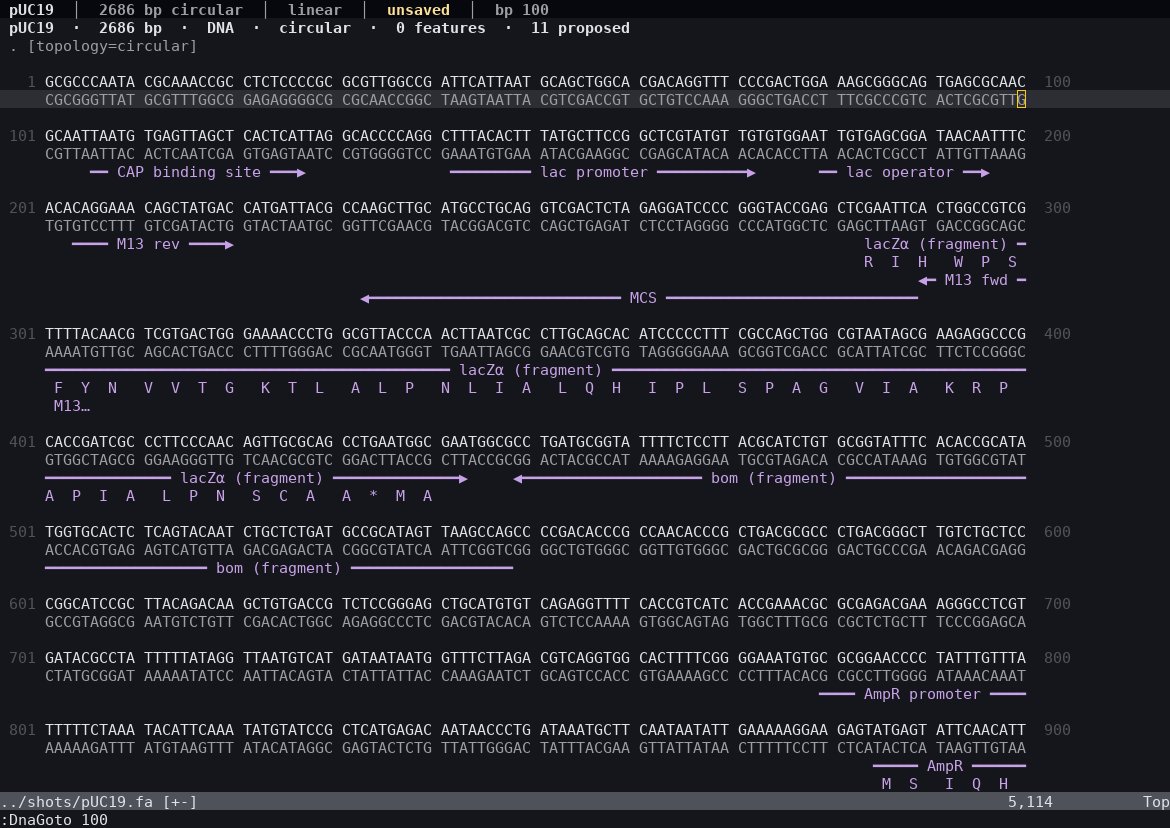 pUC19 │ 2686 bp circular │ linear │ unsaved │ bp 100
pUC19 · 2686 bp · DNA · circular · 0 features · 11 proposed
. [topology=circular]
1 GCGCCCAATA CGCAAACCGC CTCTCCCCGC GCGTTGGCCG ATTCATTAAT GCAGCTGGCA CGACAGGTTT CCCGACTGGA AAGCGGGCAG TGAGCGCAAC 100
CGCGGGTTAT GCGTTTGGCG GAGAGGGGCG CGCAACCGGC TAAGTAATTA CGTCGACCGT GCTGTCCAAA GGGCTGACCT TTCGCCCGTC ACTCGCGTTG
101 GCAATTAATG TGAGTTAGCT CACTCATTAG GCACCCCAGG CTTTACACTT TATGCTTCCG GCTCGTATGT TGTGTGGAAT TGTGAGCGGA TAACAATTTC 200
CGTTAATTAC ACTCAATCGA GTGAGTAATC CGTGGGGTCC GAAATGTGAA ATACGAAGGC CGAGCATACA ACACACCTTA ACACTCGCCT ATTGTTAAAG
CAP binding site lac promoter lac operator
201 ACACAGGAAA CAGCTATGAC CATGATTACG CCAAGCTTGC ATGCCTGCAG GTCGACTCTA GAGGATCCCC GGGTACCGAG CTCGAATTCA CTGGCCGTCG 300
TGTGTCCTTT GTCGATACTG GTACTAATGC GGTTCGAACG TACGGACGTC CAGCTGAGAT CTCCTAGGGG CCCATGGCTC GAGCTTAAGT GACCGGCAGC
M13 rev lacZα (fragment)
R I H W P S
M13 fwd
MCS
301 TTTTACAACG TCGTGACTGG GAAAACCCTG GCGTTACCCA ACTTAATCGC CTTGCAGCAC ATCCCCCTTT CGCCAGCTGG CGTAATAGCG AAGAGGCCCG 400
AAAATGTTGC AGCACTGACC CTTTTGGGAC CGCAATGGGT TGAATTAGCG GAACGTCGTG TAGGGGGAAA GCGGTCGACC GCATTATCGC TTCTCCGGGC
lacZα (fragment)
F Y N V V T G K T L A L P N L I A L Q H I P L S P A G V I A K R P
M13…
401 CACCGATCGC CCTTCCCAAC AGTTGCGCAG CCTGAATGGC GAATGGCGCC TGATGCGGTA TTTTCTCCTT ACGCATCTGT GCGGTATTTC ACACCGCATA 500
GTGGCTAGCG GGAAGGGTTG TCAACGCGTC GGACTTACCG CTTACCGCGG ACTACGCCAT AAAAGAGGAA TGCGTAGACA CGCCATAAAG TGTGGCGTAT
lacZα (fragment) bom (fragment)
A P I A L P N S C A A * M A
501 TGGTGCACTC TCAGTACAAT CTGCTCTGAT GCCGCATAGT TAAGCCAGCC CCGACACCCG CCAACACCCG CTGACGCGCC CTGACGGGCT TGTCTGCTCC 600
ACCACGTGAG AGTCATGTTA GACGAGACTA CGGCGTATCA ATTCGGTCGG GGCTGTGGGC GGTTGTGGGC GACTGCGCGG GACTGCCCGA ACAGACGAGG
bom (fragment)
601 CGGCATCCGC TTACAGACAA GCTGTGACCG TCTCCGGGAG CTGCATGTGT CAGAGGTTTT CACCGTCATC ACCGAAACGC GCGAGACGAA AGGGCCTCGT 700
GCCGTAGGCG AATGTCTGTT CGACACTGGC AGAGGCCCTC GACGTACACA GTCTCCAAAA GTGGCAGTAG TGGCTTTGCG CGCTCTGCTT TCCCGGAGCA
701 GATACGCCTA TTTTTATAGG TTAATGTCAT GATAATAATG GTTTCTTAGA CGTCAGGTGG CACTTTTCGG GGAAATGTGC GCGGAACCCC TATTTGTTTA 800
CTATGCGGAT AAAAATATCC AATTACAGTA CTATTATTAC CAAAGAATCT GCAGTCCACC GTGAAAAGCC CCTTTACACG CGCCTTGGGG ATAAACAAAT
AmpR promoter
801 TTTTTCTAAA TACATTCAAA TATGTATCCG CTCATGAGAC AATAACCCTG ATAAATGCTT CAATAATATT GAAAAAGGAA GAGTATGAGT ATTCAACATT 900
AAAAAGATTT ATGTAAGTTT ATACATAGGC GAGTACTCTG TTATTGGGAC TATTTACGAA GTTATTATAA CTTTTTCCTT CTCATACTCA TAAGTTGTAA
AmpR
M S I Q H
../shots/pUC19.fa [+-] 5,114 Top
:DnaGoto 100